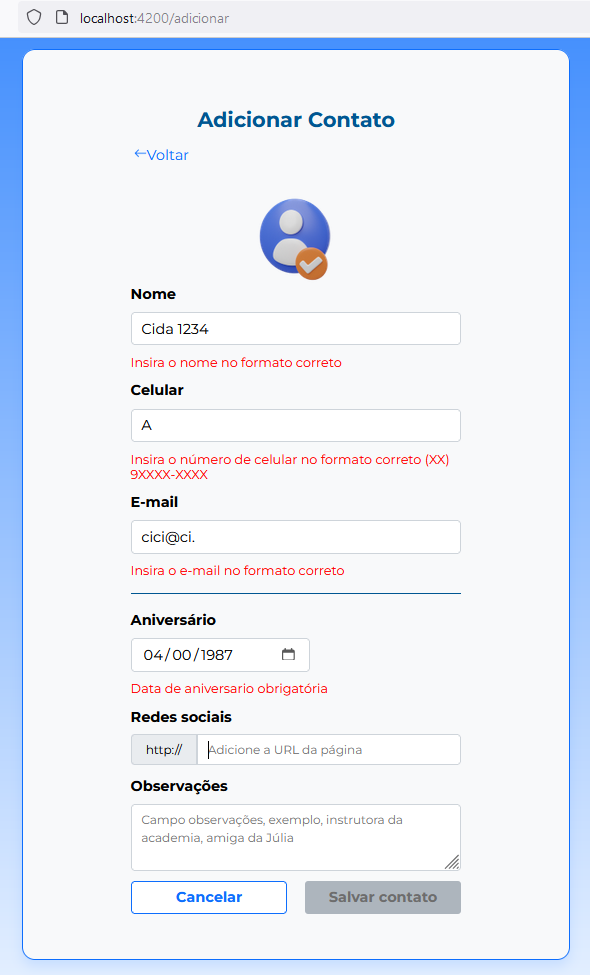 localhost:4200/adicionar
Adicionar Contato
←Voltar
Nome
Cida 1234
Insira o nome no formato correto
Celular
A
Insira o número de celular no formato correto (XX)
9XXXX-XXXX
E-mail
cici@ci.
Insira o e-mail no formato correto
Aniversário
04/00/1987
Data de aniversario obrigatória
Redes sociais
http:// Adicione a URL da página
Observações
Campo observações, exemplo, instrutora da
academia, amiga da Júlia
Cancelar Salvar contato